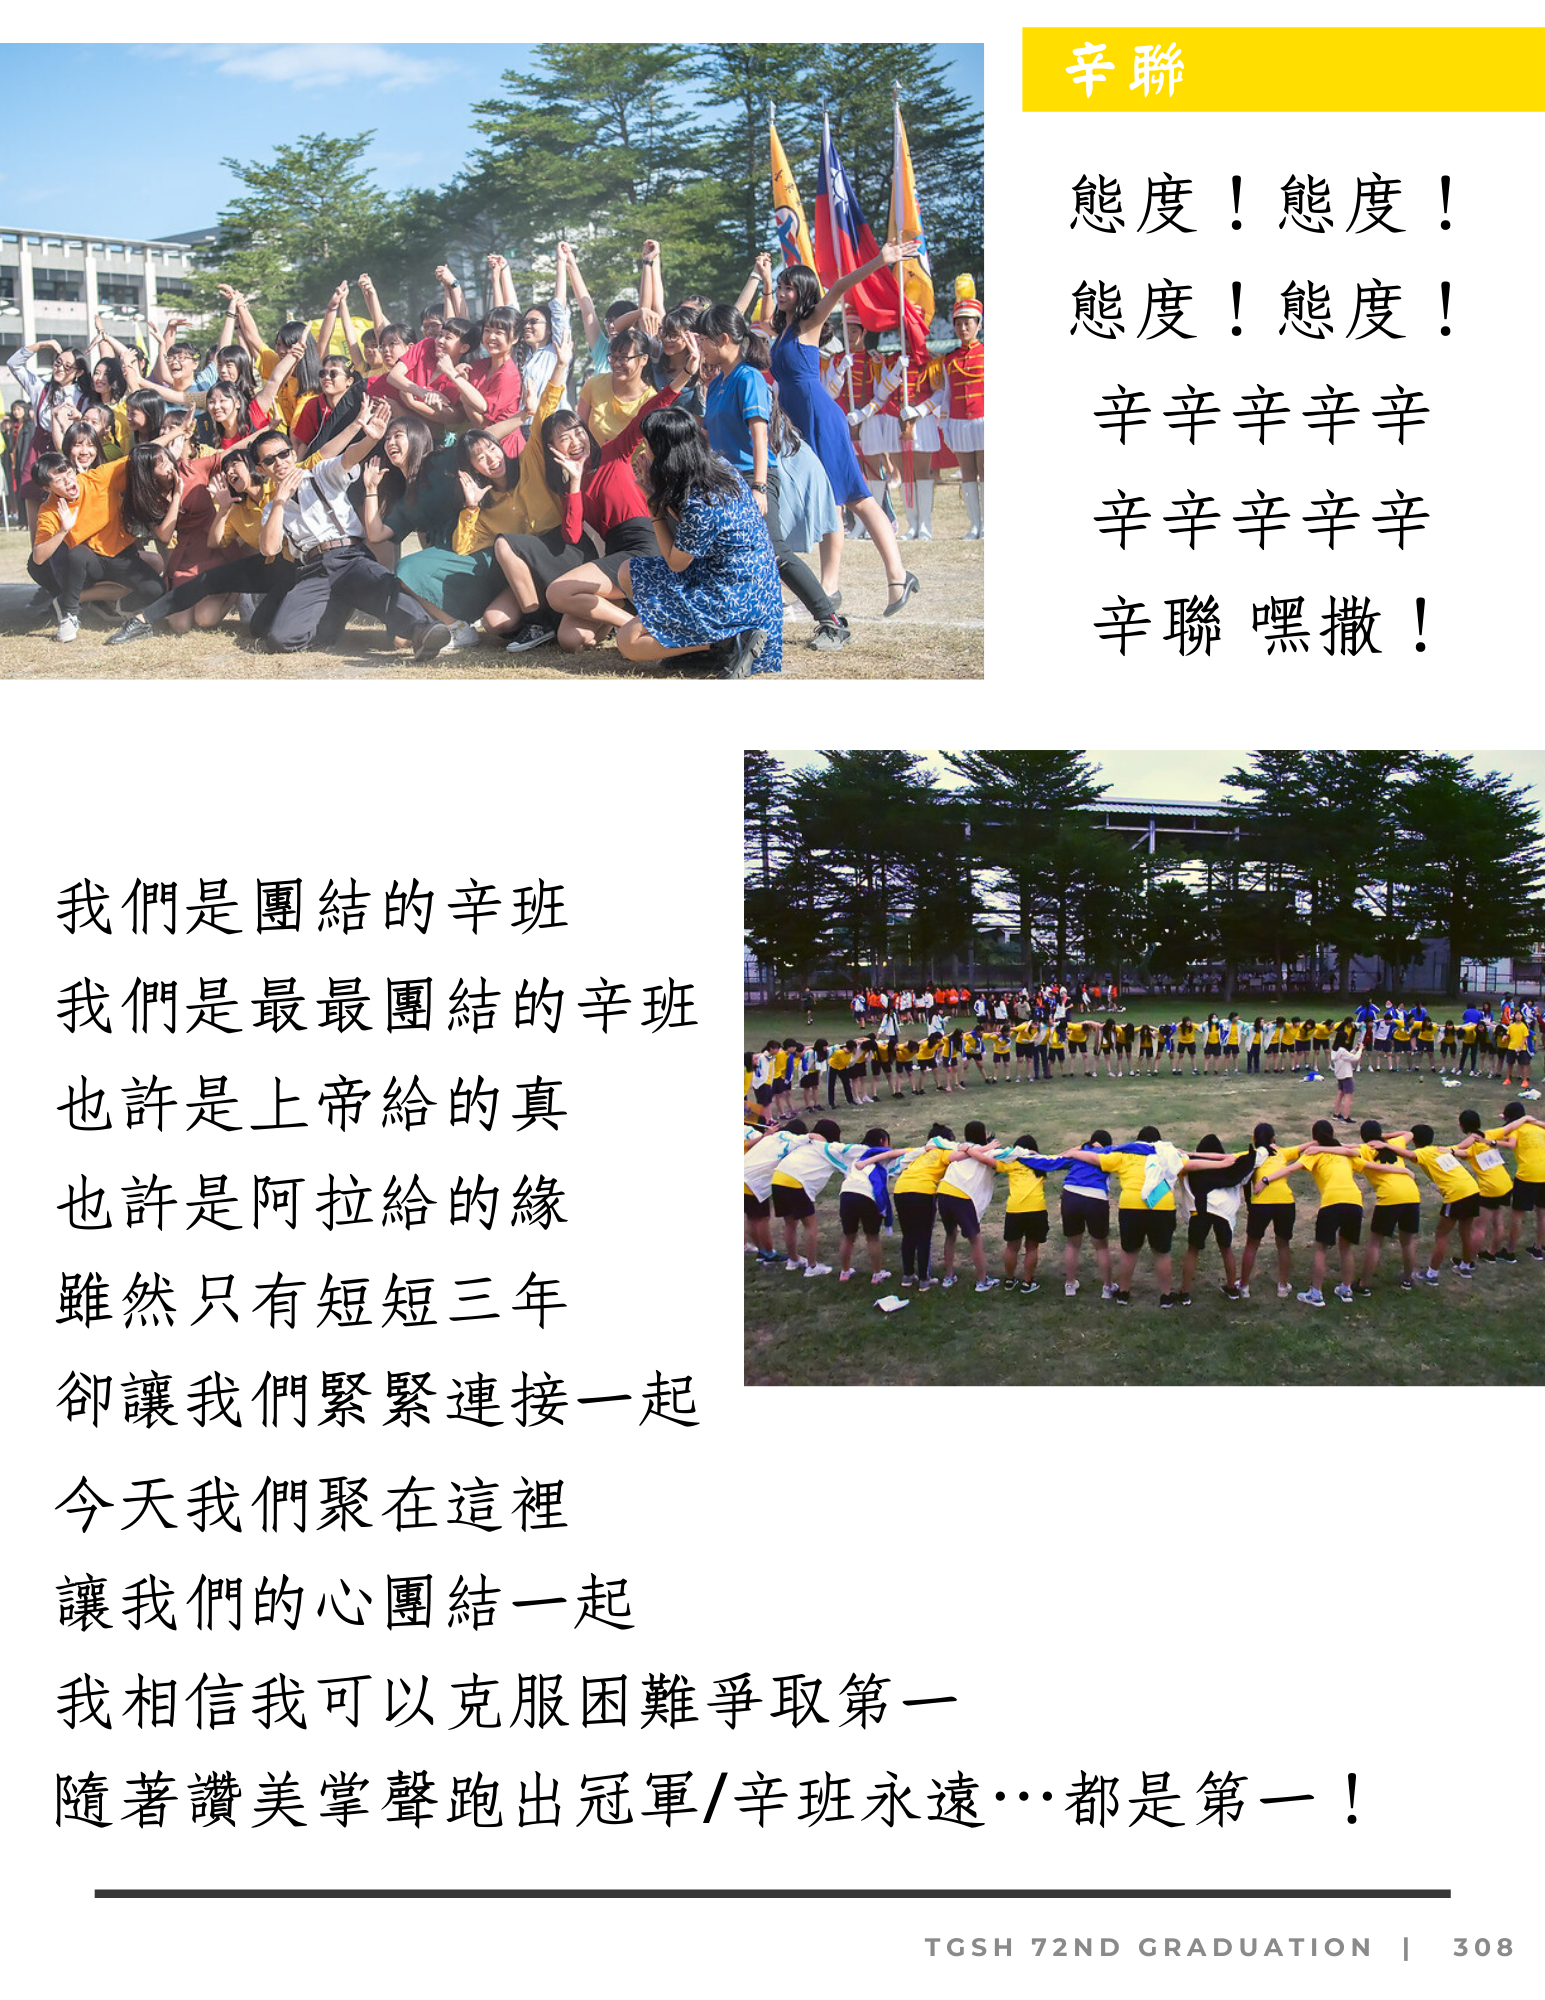 辛聯
態度！態度！
態度！態度！
辛辛辛辛辛
辛辛辛辛辛
辛聯 嘿撒！
我們是團結的辛班
我們是最最團結的辛班
也許是上帝給的真
也許是阿拉給的緣
雖然只有短短三年
卻讓我們緊緊連接一起
今天我們聚在這裡
讓我們的心團結一起
我相信我可以克服困難爭取第一
隨著讚美掌聲跑出冠軍/辛班永遠⋯都是第一！
TGSH 72ND GRADUATION | 308